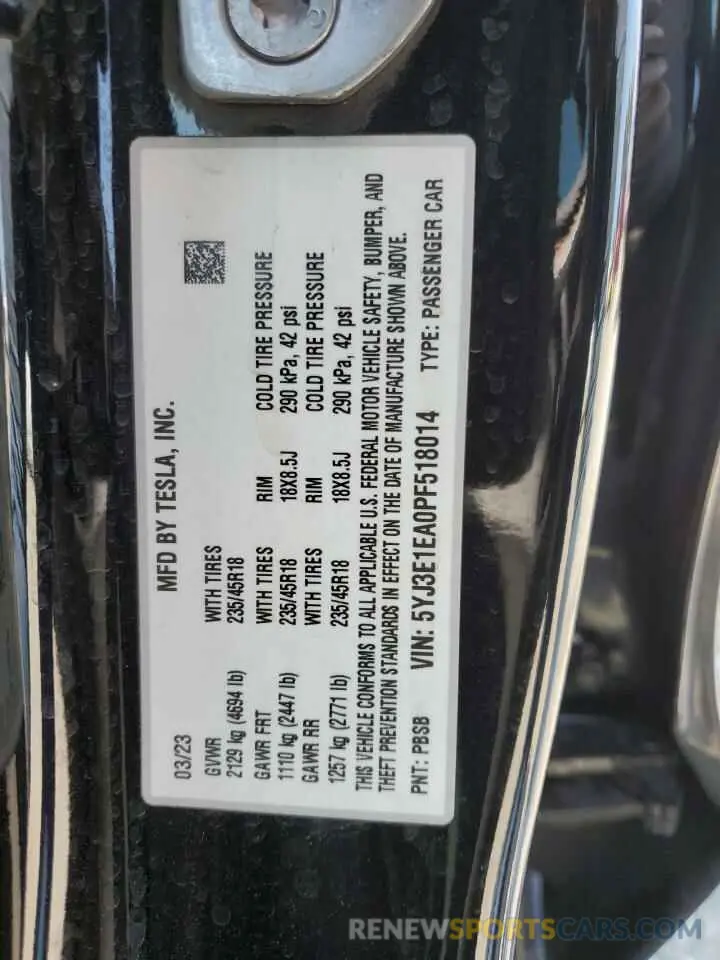 MFD BY TESLA, INC.
03/23
GVWR WITH TIRES
2129 kg (4694 lb) 235/45R18
GAWR FRT WITH TIRES RIM COLD TIRE PRESSURE
1110 kg (2447 lb) 235/45R18 18X8.5J 290 kPa, 42 psi
GAWR RR WITH TIRES RIM COLD TIRE PRESSURE
1257 kg (2771 lb) 235/45R18 18X8.5J 290 kPa, 42 psi
THIS VEHICLE CONFORMS TO ALL APPLICABLE U.S. FEDERAL MOTOR VEHICLE SAFETY, BUMPER, AND
THEFT PREVENTION STANDARDS IN EFFECT ON THE DATE OF MANUFACTURE SHOWN ABOVE.
PNT: PBSB VIN: 5YJ3E1EA0PF518014 TYPE: PASSENGER CAR
RENEWSPORTSCARS.COM